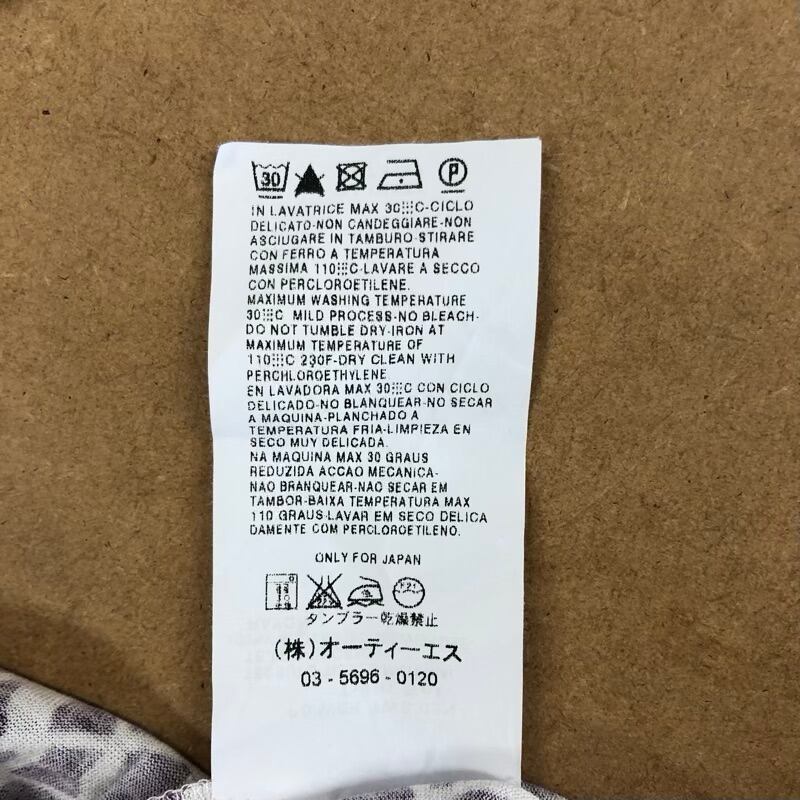 30 P
IN LAVATRICE MAX 30°C-CICLO
DELICATO-NON CANDEGGIARE-NON
ASCIUGARE IN TAMBURO-STIRARE
CON FERRO A TEMPERATURA
MASSIMA 110°C-LAVARE A SECCO
CON PERCLOROETILENE.
MAXIMUM WASHING TEMPERATURE
30°C MILD PROCESS-NO BLEACH-
DO NOT TUMBLE DRY-IRON AT
MAXIMUM TEMPERATURE OF
110°C 230F-DRY CLEAN WITH
PERCHLOROETHYLENE
EN LAVADORA MAX 30°C CON CICLO
DELICADO-NO BLANQUEAR-NO SECAR
A MAQUINA-PLANCHADO A
TEMPERATURA FRIA-LIMPIEZA EN
SECO MUY DELICADA.
NA MAQUINA MAX 30 GRAUS
REDUZIDA ACCAO MECANICA-
NAO BRANQUEAR-NAO SECAR EM
TAMBOR-BAIXA TEMPERATURA MAX
110 GRAUS-LAVAR EM SECO DELICA
DAMENTE COM PERCLOROETILENO.
ONLY FOR JAPAN
タンブラー乾燥禁止
(株)オーティーエス
03-5696-0120